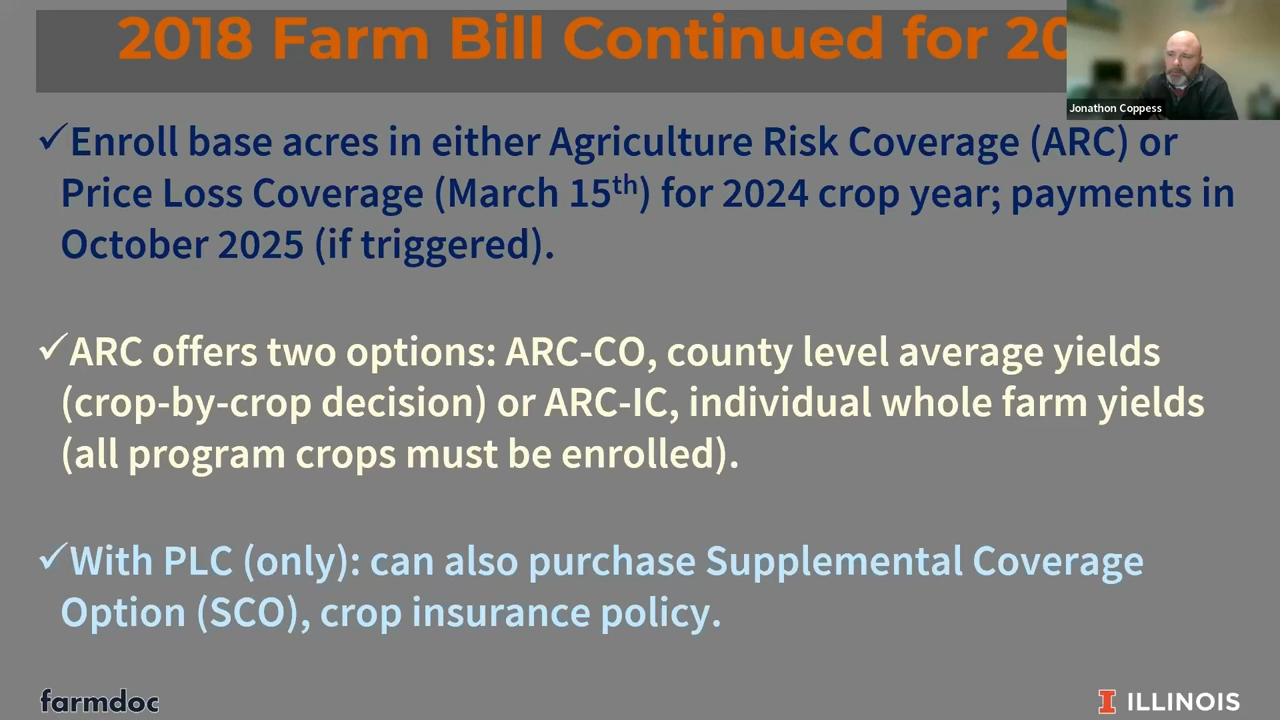 2018 Farm Bill Continued for 20
Jonathon Coppess
✓Enroll base acres in either Agriculture Risk Coverage (ARC) or
Price Loss Coverage (March 15th) for 2024 crop year; payments in
October 2025 (if triggered).
✓ARC offers two options: ARC-CO, county level average yields
(crop-by-crop decision) or ARC-IC, individual whole farm yields
(all program crops must be enrolled).
✓With PLC (only): can also purchase Supplemental Coverage
Option (SCO), crop insurance policy.
farmdoc
I ILLINOIS